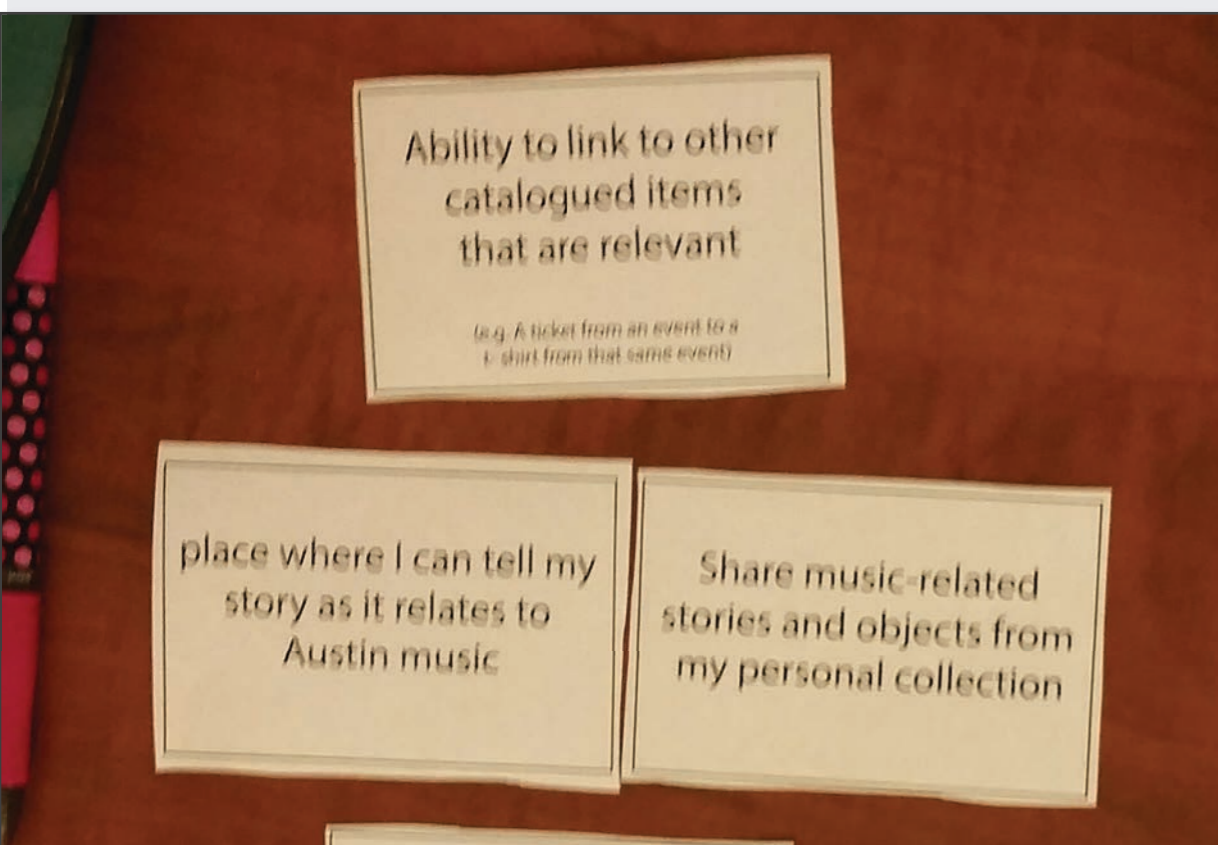 Ability to link to other
catalogued items
that are relevant
(e.g. A ticket from an event to a
t- shirt from that same event)
place where I can tell my
story as it relates to
Austin music
Share music-related
stories and objects from
my personal collection